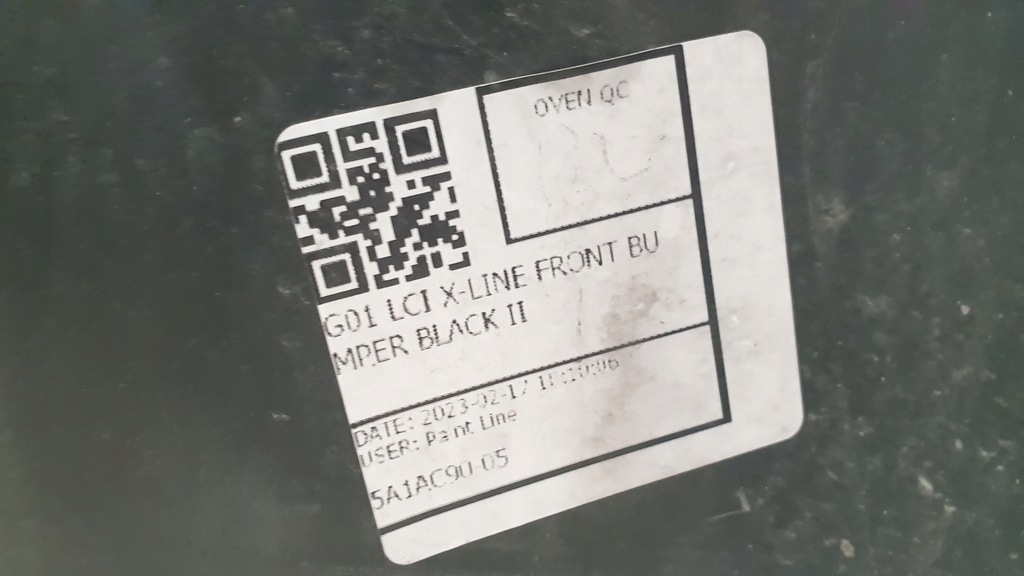 OVEN QC
G01 LCI X-LINE FRONT BU
MPER BLACK II
DATE: 2023-02-17
USER: Paint Line
5A1AC90-05